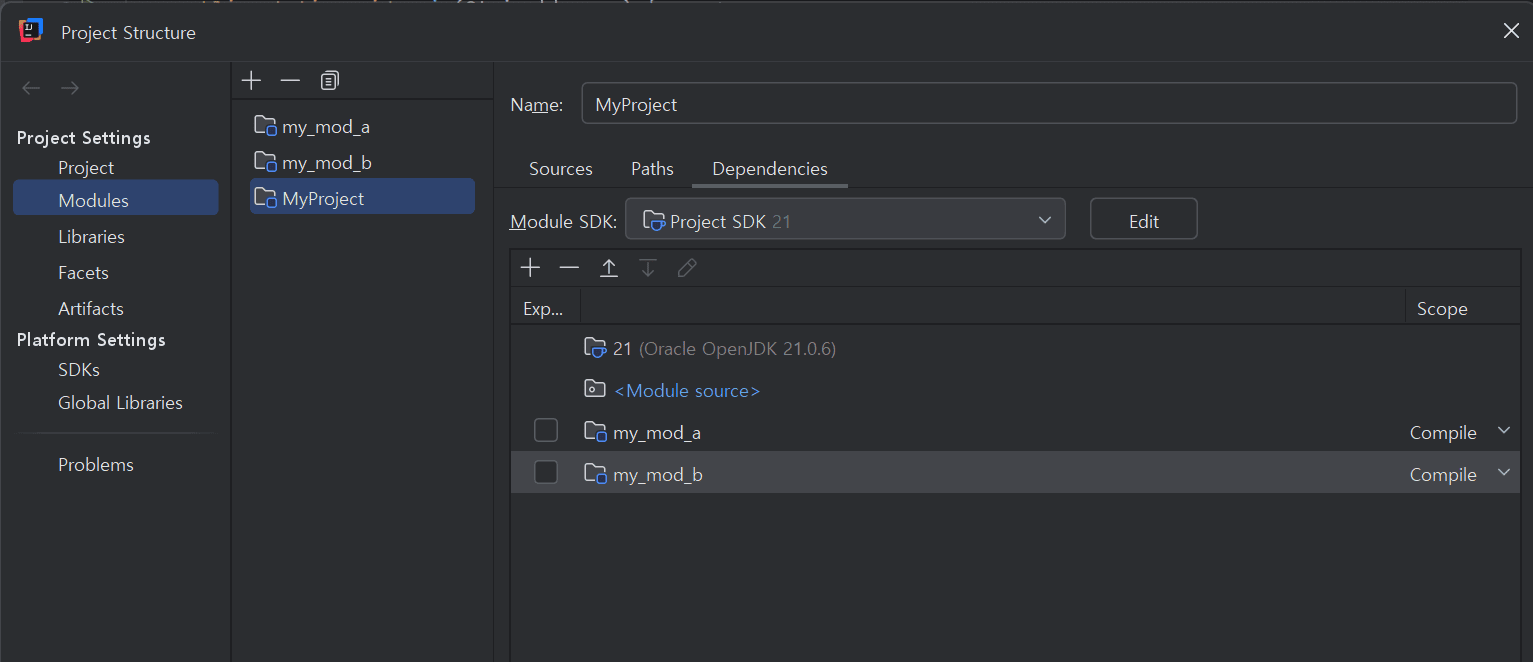 Project Structure
Project Settings
Project
Modules
Libraries
Facets
Artifacts
Platform Settings
SDKs
Global Libraries
Problems
my_mod_a
my_mod_b
MyProject
Name: MyProject
Sources Paths Dependencies
Module SDK: Project SDK 21 Edit
Exp... Scope
21 (Oracle OpenJDK 21.0.6)
<Module source>
my_mod_a Compile
my_mod_b Compile